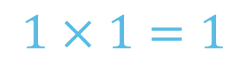 1 × 1 = 1